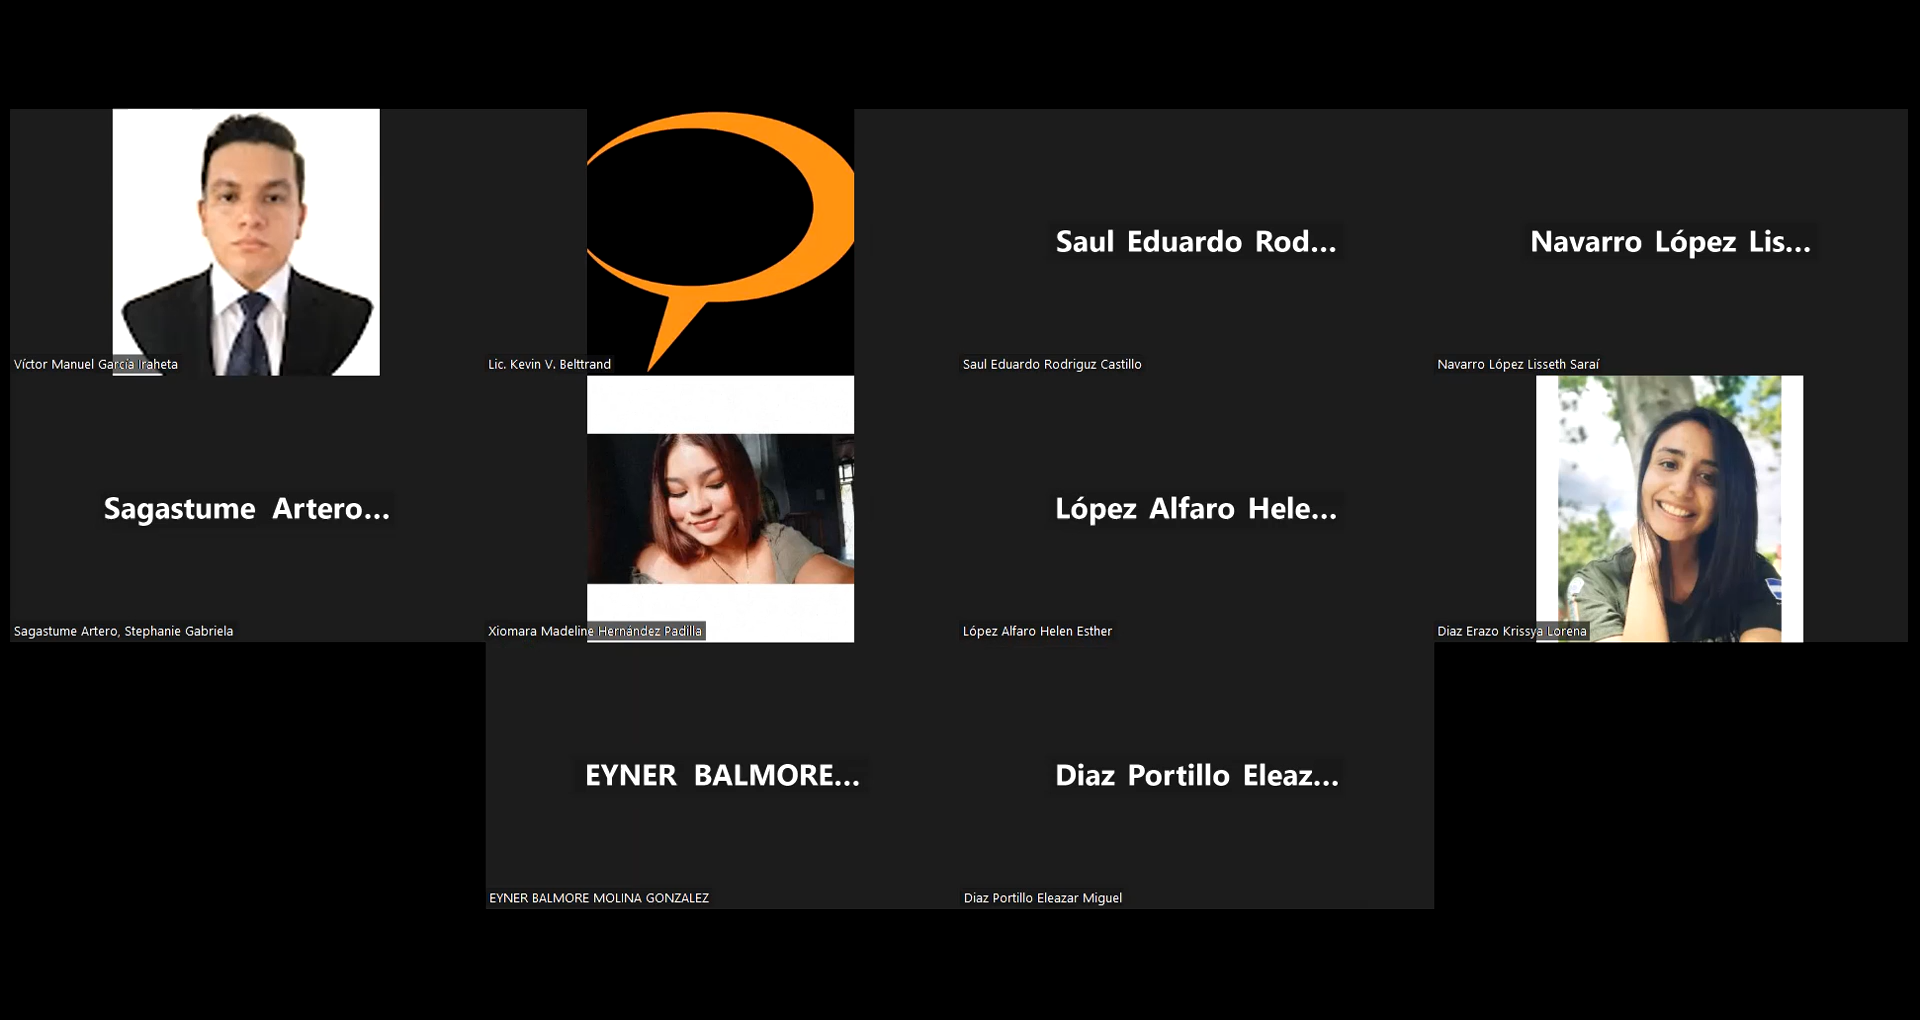 Saul Eduardo Rod...
Navarro López Lis...
Víctor Manuel García Iraheta
Lic. Kevin V. Belttrand
Saul Eduardo Rodriguz Castillo
Navarro López Lisseth Saraí
Sagastume Artero...
López Alfaro Hele...
Sagastume Artero, Stephanie Gabriela
Xiomara Madeline Hernández Padilla
López Alfaro Helen Esther
Diaz Erazo Krissya Lorena
EYNER BALMORE...
Diaz Portillo Eleaz...
EYNER BALMORE MOLINA GONZALEZ
Diaz Portillo Eleazar Miguel